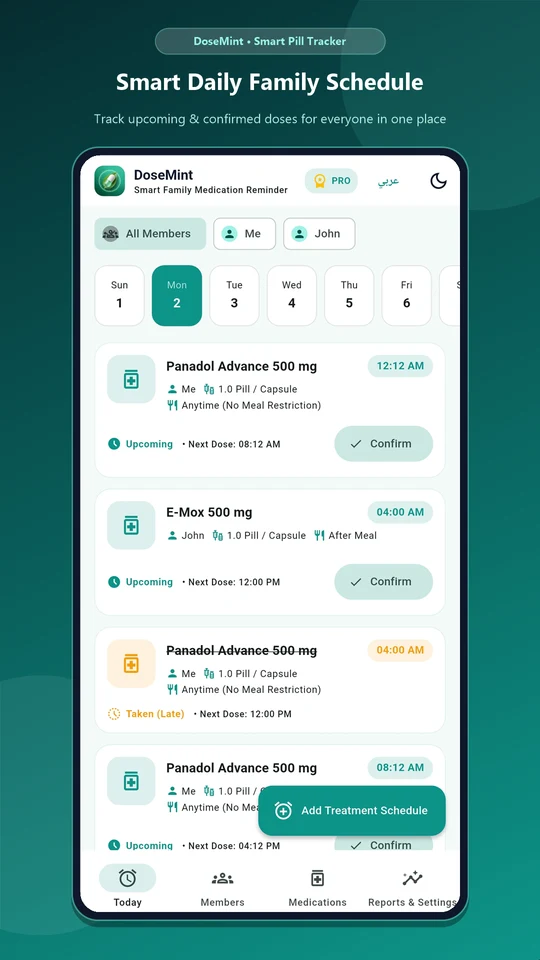 DoseMint • Smart Pill Tracker
Smart Daily Family Schedule
Track upcoming & confirmed doses for everyone in one place
DoseMint
Smart Family Medication Reminder
PRO
عربي
All Members
Me
John
Sun
1
Mon
2
Tue
3
Wed
4
Thu
5
Fri
6
S
Panadol Advance 500 mg
12:12 AM
Me 1.0 Pill / Capsule
Anytime (No Meal Restriction)
Upcoming • Next Dose: 08:12 AM
Confirm
E-Mox 500 mg
04:00 AM
John 1.0 Pill / Capsule After Meal
Upcoming • Next Dose: 12:00 PM
Confirm
Panadol Advance 500 mg
04:00 AM
Me 1.0 Pill / Capsule
Anytime (No Meal Restriction)
Taken (Late) • Next Dose: 12:00 PM
Panadol Advance 500 mg
08:12 AM
Me 1.0 Pill /
Anytime (No Mea
Add Treatment Schedule
Upcoming • Next Dose: 04:12 PM
Confirm
Today
Members
Medications
Reports & Settings